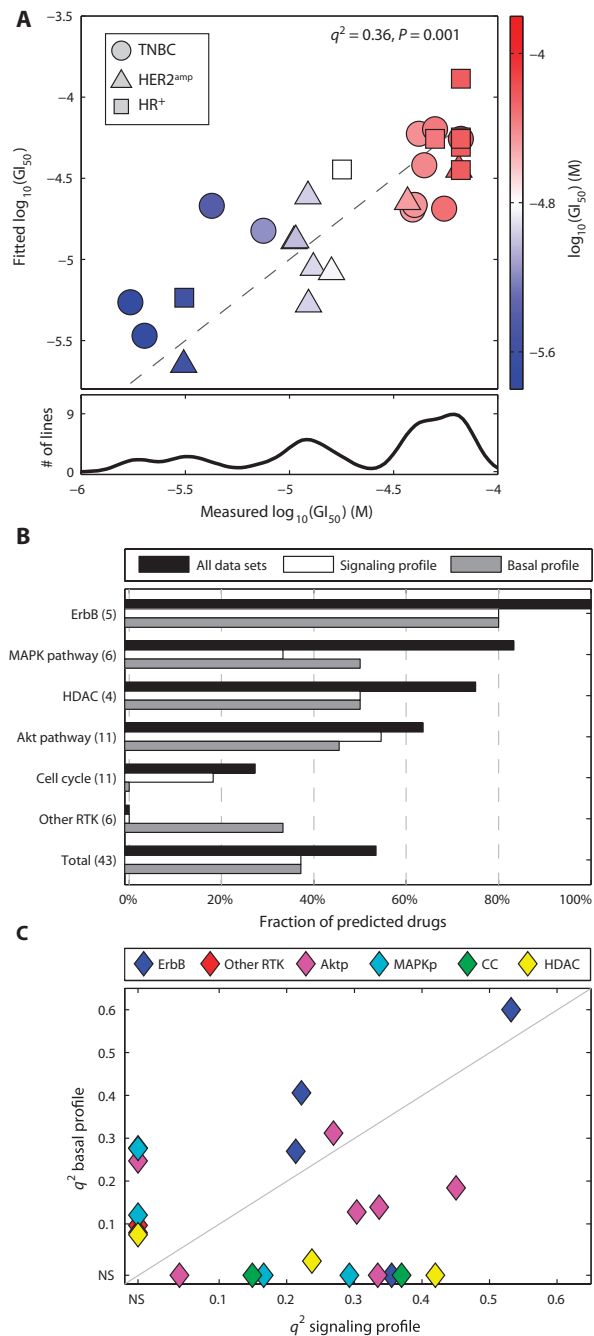 A
−3.5
−4
−4.5
−5
−5.5
Fitted log10(GI50)
TNBC
HER2amp
HR+
q2 = 0.36, P = 0.001
−4
−4.8
−5.6
log10(GI50) (M)
9
0
# of lines
−6
−5.5
−5
−4.5
−4
Measured log10(GI50) (M)
B
All data sets
Signaling profile
Basal profile
ErbB (5)
MAPK pathway (6)
HDAC (4)
Akt pathway (11)
Cell cycle (11)
Other RTK (6)
Total (43)
0%
20%
40%
60%
80%
100%
Fraction of predicted drugs
C
ErbB
Other RTK
Aktp
MAPKp
CC
HDAC
0.6
0.5
0.4
0.3
0.2
0.1
NS
q2 basal profile
NS
0.1
0.2
0.3
0.4
0.5
0.6
q2 signaling profile